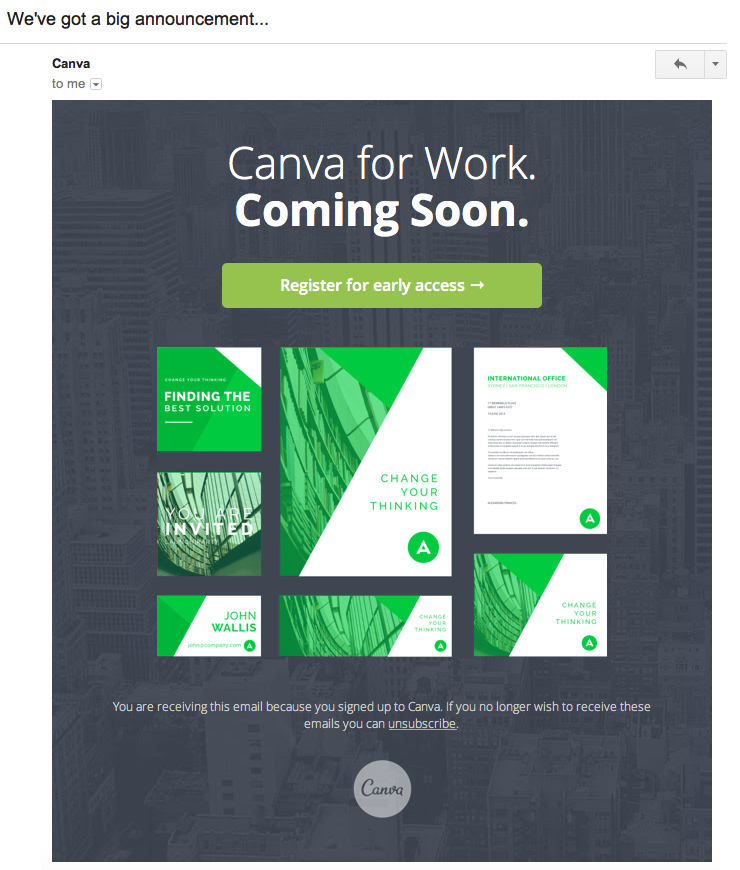 We've got a big announcement...
Canva
to me
Canva for Work.
Coming Soon.
Register for early access →
CHANGE YOUR THINKING
FINDING THE
BEST SOLUTION
YOU ARE
INVITED
CHANGE
YOUR
THINKING
A
INTERNATIONAL OFFICE
SYDNEY / SAN FRANCISCO / LONDON
A
JOHN
WALLIS
A
CHANGE
YOUR
THINKING
A
CHANGE
YOUR
THINKING
A
You are receiving this email because you signed up to Canva. If you no longer wish to receive these
emails you can unsubscribe.
Canva